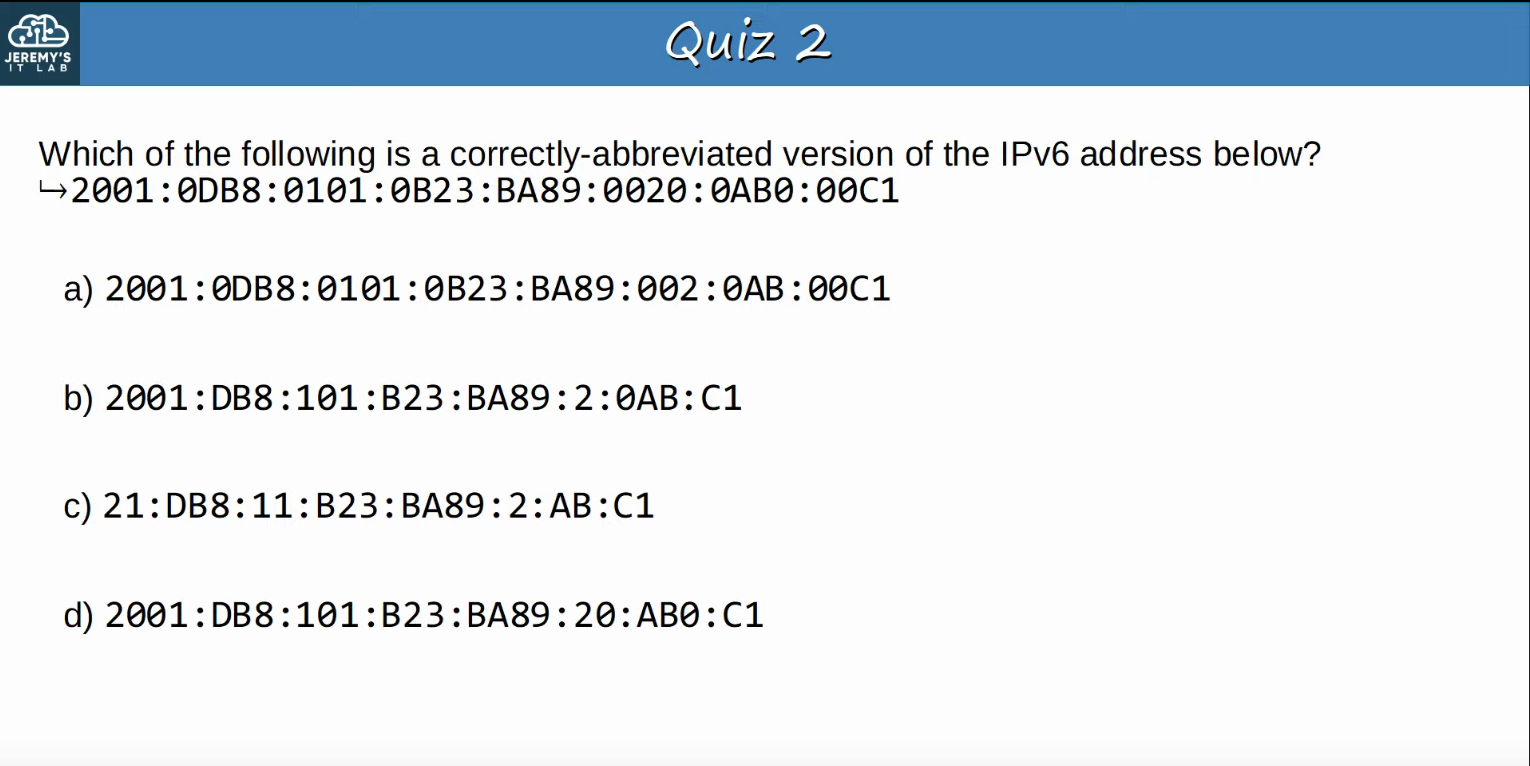 JEREMY'S
IT LAB
Quiz 2
Which of the following is a correctly-abbreviated version of the IPv6 address below?
↪2001:0DB8:0101:0B23:BA89:0020:0AB0:00C1
a) 2001:0DB8:0101:0B23:BA89:002:0AB:00C1
b) 2001:DB8:101:B23:BA89:2:0AB:C1
c) 21:DB8:11:B23:BA89:2:AB:C1
d) 2001:DB8:101:B23:BA89:20:AB0:C1